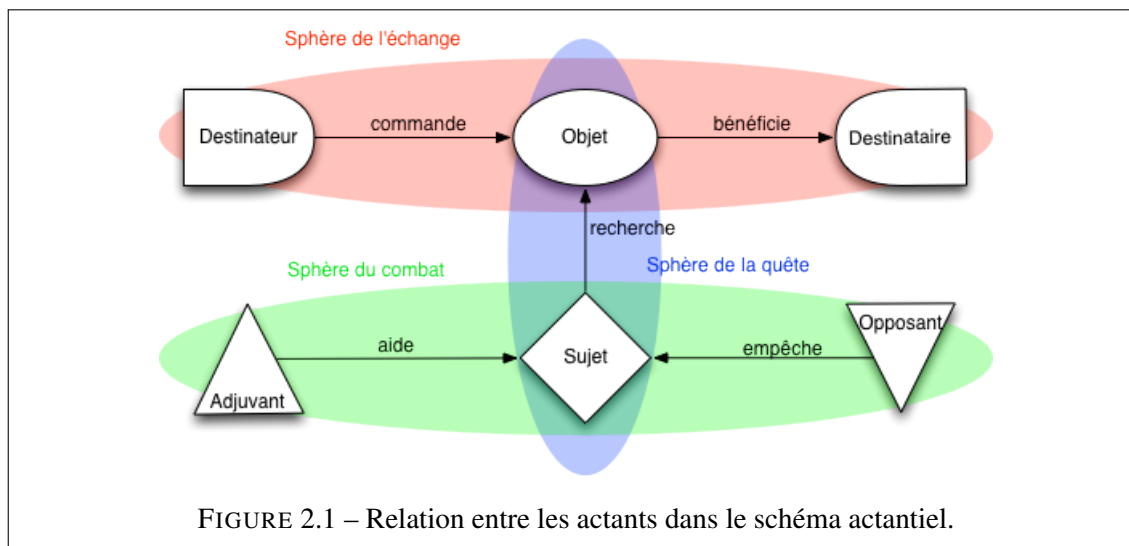 Sphère de l'échange
Destinateur
commande
Objet
bénéficie
Destinataire
recherche
Sphère du combat
Sphère de la quête
Opposant
aide
Sujet
empêche
Adjuvant
FIGURE 2.1 – Relation entre les actants dans le schéma actantiel.